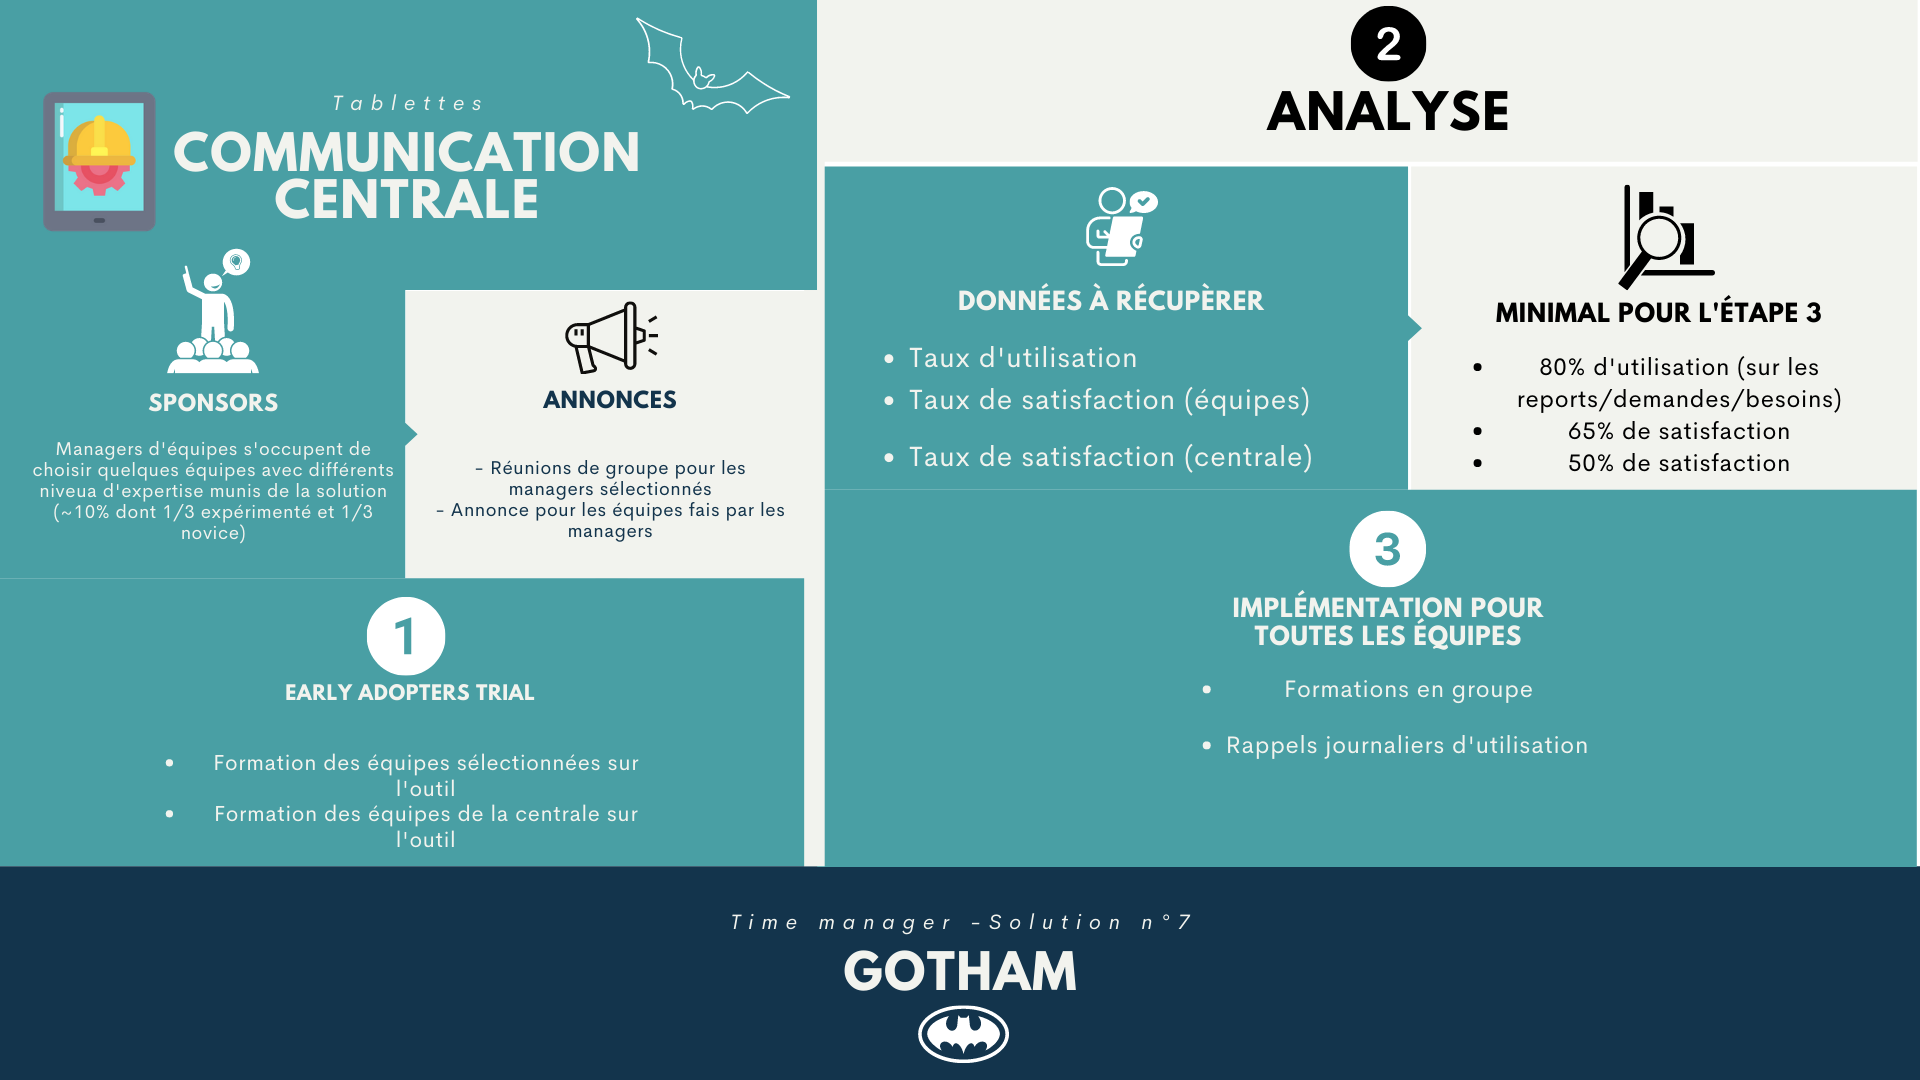 Tablettes
COMMUNICATION
CENTRALE
SPONSORS
Managers d'équipes s'occupent de
choisir quelques équipes avec différents
niveua d'expertise munis de la solution
(~10% dont 1/3 expérimenté et 1/3
novice)
ANNONCES
- Réunions de groupe pour les
managers sélectionnés
- Annonce pour les équipes fais par les
managers
1
EARLY ADOPTERS TRIAL
• Formation des équipes sélectionnées sur
l'outil
• Formation des équipes de la centrale sur
l'outil
2
ANALYSE
DONNÉES À RÉCUPÈRER
• Taux d'utilisation
• Taux de satisfaction (équipes)
• Taux de satisfaction (centrale)
MINIMAL POUR L'ÉTAPE 3
• 80% d'utilisation (sur les
reports/demandes/besoins)
• 65% de satisfaction
• 50% de satisfaction
3
IMPLÉMENTATION POUR
TOUTES LES ÉQUIPES
• Formations en groupe
• Rappels journaliers d'utilisation
Time manager -Solution n°7
GOTHAM